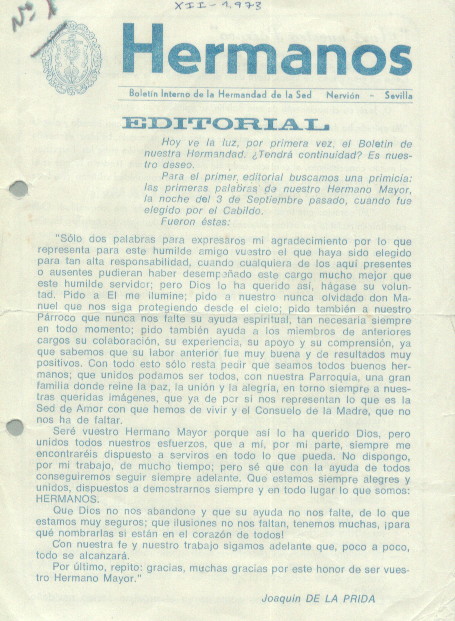 Nº 1
XII-1.973
Hermanos
Boletín Interno de la Hermandad de la Sed Nervión - Sevilla
EDITORIAL
Hoy ve la luz, por primera vez, el Boletín de
nuestra Hermandad. ¿Tendrá continuidad? Es nues-
tro deseo.
Para el primer editorial buscamos una primicia:
las primeras palabras de nuestro Hermano Mayor,
la noche del 3 de Septiembre pasado, cuando fue
elegido por el Cabildo.
Fueron éstas:
"Sólo dos palabras para expresaros mi agradecimiento por lo que
representa para este humilde amigo vuestro el que haya sido elegido
para tan alta responsabilidad, cuando cualquiera de los aquí presentes
o ausentes pudieran haber desempañado este cargo mucho mejor que
este humilde servidor; pero Dios lo ha querido así, hágase su volun-
tad. Pido a El me ilumine; pido a nuestro nunca olvidado don Ma-
nuel que nos siga protegiendo desde el cielo; pido también a nuestro
Párroco que nunca nos falte su ayuda espiritual, tan necesaria siempre
en todo momento; pido también ayuda a los miembros de anteriores
cargos su colaboración, su experiencia, su apoyo y su comprensión, ya
que sabemos que su labor anterior fue muy buena y de resultados muy
positivos. Con todo esto sólo resta pedir que seamos todos buenos her-
manos; que unidos podamos ser todos, con nuestra Parroquia, una gran
familia donde reine la paz, la unión y la alegría, en torno siempre a nues-
tras queridas imágenes, que ya de por sí nos representan lo que es la
Sed de Amor con que hemos de vivir y el Consuelo de la Madre, que no
nos ha de faltar.
Seré vuestro Hermano Mayor porque así lo ha querido Dios, pero
unidos todos nuestros esfuerzos, que a mí, por mi parte, siempre me
encontraréis dispuesto a serviros en todo lo que pueda. No dispongo,
por mi trabajo, de mucho tiempo; pero sé que con la ayuda de todos
conseguiremos seguir siempre adelante. Que estemos siempre alegres y
unidos, dispuestos a demostrarnos siempre y en todo lugar lo que somos:
HERMANOS.
Que Dios no nos abandone y que su ayuda no nos falte, de lo que
estamos muy seguros; que ilusiones no nos faltan, tenemos muchas, ¡para
qué nombrarlas si están en el corazón de todos!
Con nuestra fe y nuestro trabajo sigamos adelante que, poco a poco,
todo se alcanzará.
Por último, repito: gracias, muchas gracias por este honor de ser vues-
tro Hermano Mayor."
Joaquín DE LA PRIDA